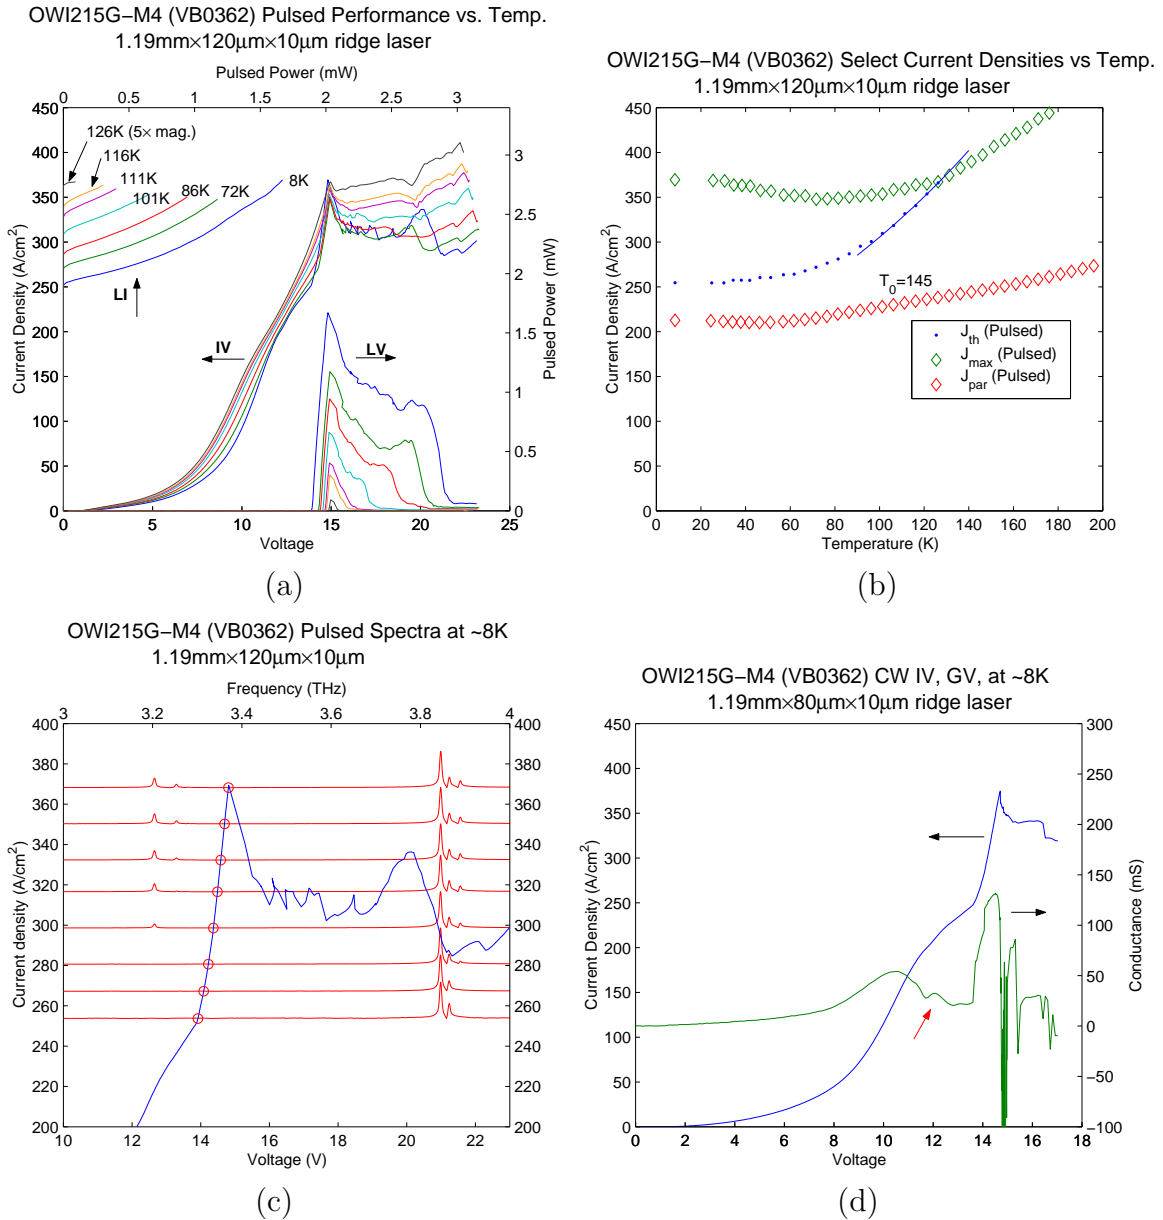 OWI215G−M4 (VB0362) Pulsed Performance vs. Temp.
1.19mm×120μm×10μm ridge laser
Pulsed Power (mW)
0 0.5 1 1.5 2 2.5 3
450
400
350
300
250
200
150
100
50
0
Current Density (A/cm²)
126K (5× mag.)
116K
111K
101K
86K
72K
8K
LI
IV
LV
3
2.5
2
1.5
1
0.5
0
Pulsed Power (mW)
0 5 10 15 20 25
Voltage
(a)
OWI215G−M4 (VB0362) Select Current Densities vs Temp.
1.19mm×120μm×10μm ridge laser
450
400
350
300
250
200
150
100
50
0
Current Density (A/cm²)
T₀=145
J_th (Pulsed)
J_max (Pulsed)
J_par (Pulsed)
0 20 40 60 80 100 120 140 160 180 200
Temperature (K)
(b)
OWI215G−M4 (VB0362) Pulsed Spectra at ~8K
1.19mm×120μm×10μm
Frequency (THz)
3 3.2 3.4 3.6 3.8 4
400
380
360
340
320
300
280
260
240
220
200
Current density (A/cm²)
400
380
360
340
320
300
280
260
240
220
200
10 12 14 16 18 20 22
Voltage (V)
(c)
OWI215G−M4 (VB0362) CW IV, GV, at ~8K
1.19mm×80μm×10μm ridge laser
450
400
350
300
250
200
150
100
50
0
Current Density (A/cm²)
300
250
200
150
100
50
0
−50
−100
Conductance (mS)
0 2 4 6 8 10 12 14 16 18
Voltage
(d)